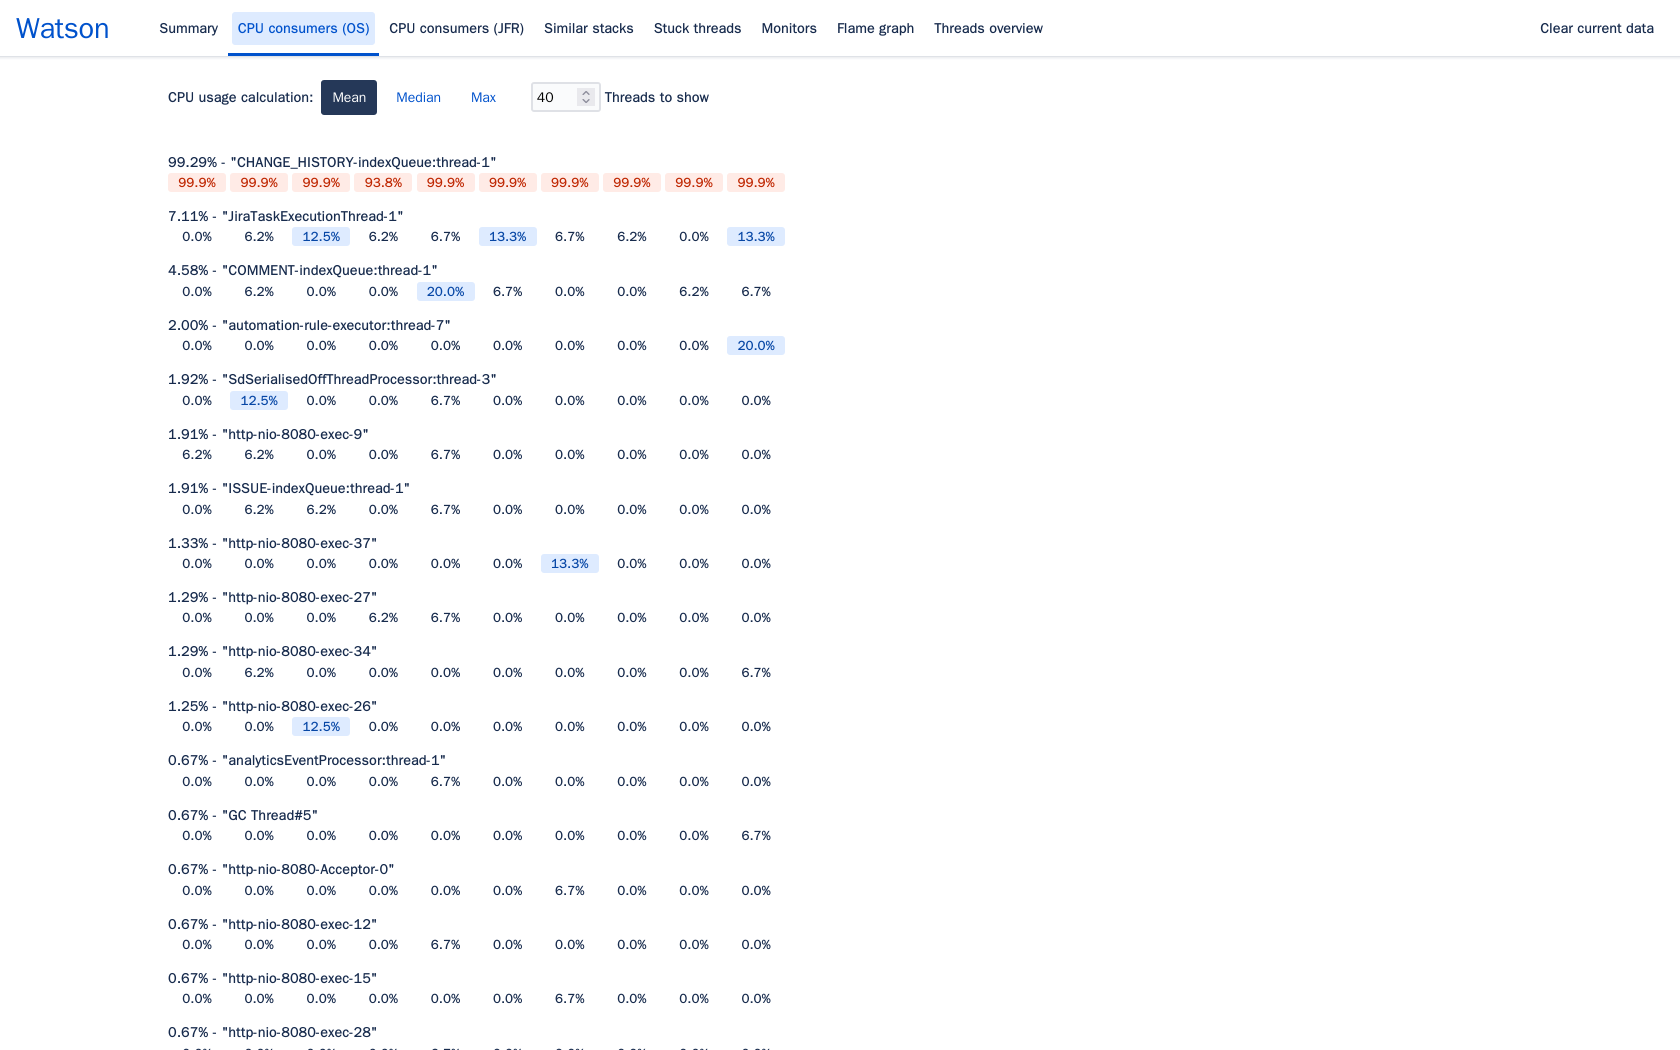 Watson Summary CPU consumers (OS) CPU consumers (JFR) Similar stacks Stuck threads Monitors Flame graph Threads overview Clear current data
CPU usage calculation: Mean Median Max 40 Threads to show
99.29% - "CHANGE_HISTORY-indexQueue:thread-1"
99.9% 99.9% 99.9% 93.8% 99.9% 99.9% 99.9% 99.9% 99.9% 99.9%
7.11% - "JiraTaskExecutionThread-1"
0.0% 6.2% 12.5% 6.2% 6.7% 13.3% 6.7% 6.2% 0.0% 13.3%
4.58% - "COMMENT-indexQueue:thread-1"
0.0% 6.2% 0.0% 0.0% 20.0% 6.7% 0.0% 0.0% 6.2% 6.7%
2.00% - "automation-rule-executor:thread-7"
0.0% 0.0% 0.0% 0.0% 0.0% 0.0% 0.0% 0.0% 0.0% 20.0%
1.92% - "SdSerialisedOffThreadProcessor:thread-3"
0.0% 12.5% 0.0% 0.0% 6.7% 0.0% 0.0% 0.0% 0.0% 0.0%
1.91% - "http-nio-8080-exec-9"
6.2% 6.2% 0.0% 0.0% 6.7% 0.0% 0.0% 0.0% 0.0% 0.0%
1.91% - "ISSUE-indexQueue:thread-1"
0.0% 6.2% 6.2% 0.0% 6.7% 0.0% 0.0% 0.0% 0.0% 0.0%
1.33% - "http-nio-8080-exec-37"
0.0% 0.0% 0.0% 0.0% 0.0% 0.0% 13.3% 0.0% 0.0% 0.0%
1.29% - "http-nio-8080-exec-27"
0.0% 0.0% 0.0% 6.2% 6.7% 0.0% 0.0% 0.0% 0.0% 0.0%
1.29% - "http-nio-8080-exec-34"
0.0% 6.2% 0.0% 0.0% 0.0% 0.0% 0.0% 0.0% 0.0% 6.7%
1.25% - "http-nio-8080-exec-26"
0.0% 0.0% 12.5% 0.0% 0.0% 0.0% 0.0% 0.0% 0.0% 0.0%
0.67% - "analyticsEventProcessor:thread-1"
0.0% 0.0% 0.0% 0.0% 6.7% 0.0% 0.0% 0.0% 0.0% 0.0%
0.67% - "GC Thread#5"
0.0% 0.0% 0.0% 0.0% 0.0% 0.0% 0.0% 0.0% 0.0% 6.7%
0.67% - "http-nio-8080-Acceptor-0"
0.0% 0.0% 0.0% 0.0% 0.0% 0.0% 6.7% 0.0% 0.0% 0.0%
0.67% - "http-nio-8080-exec-12"
0.0% 0.0% 0.0% 0.0% 6.7% 0.0% 0.0% 0.0% 0.0% 0.0%
0.67% - "http-nio-8080-exec-15"
0.0% 0.0% 0.0% 0.0% 0.0% 0.0% 6.7% 0.0% 0.0% 0.0%
0.67% - "http-nio-8080-exec-28"